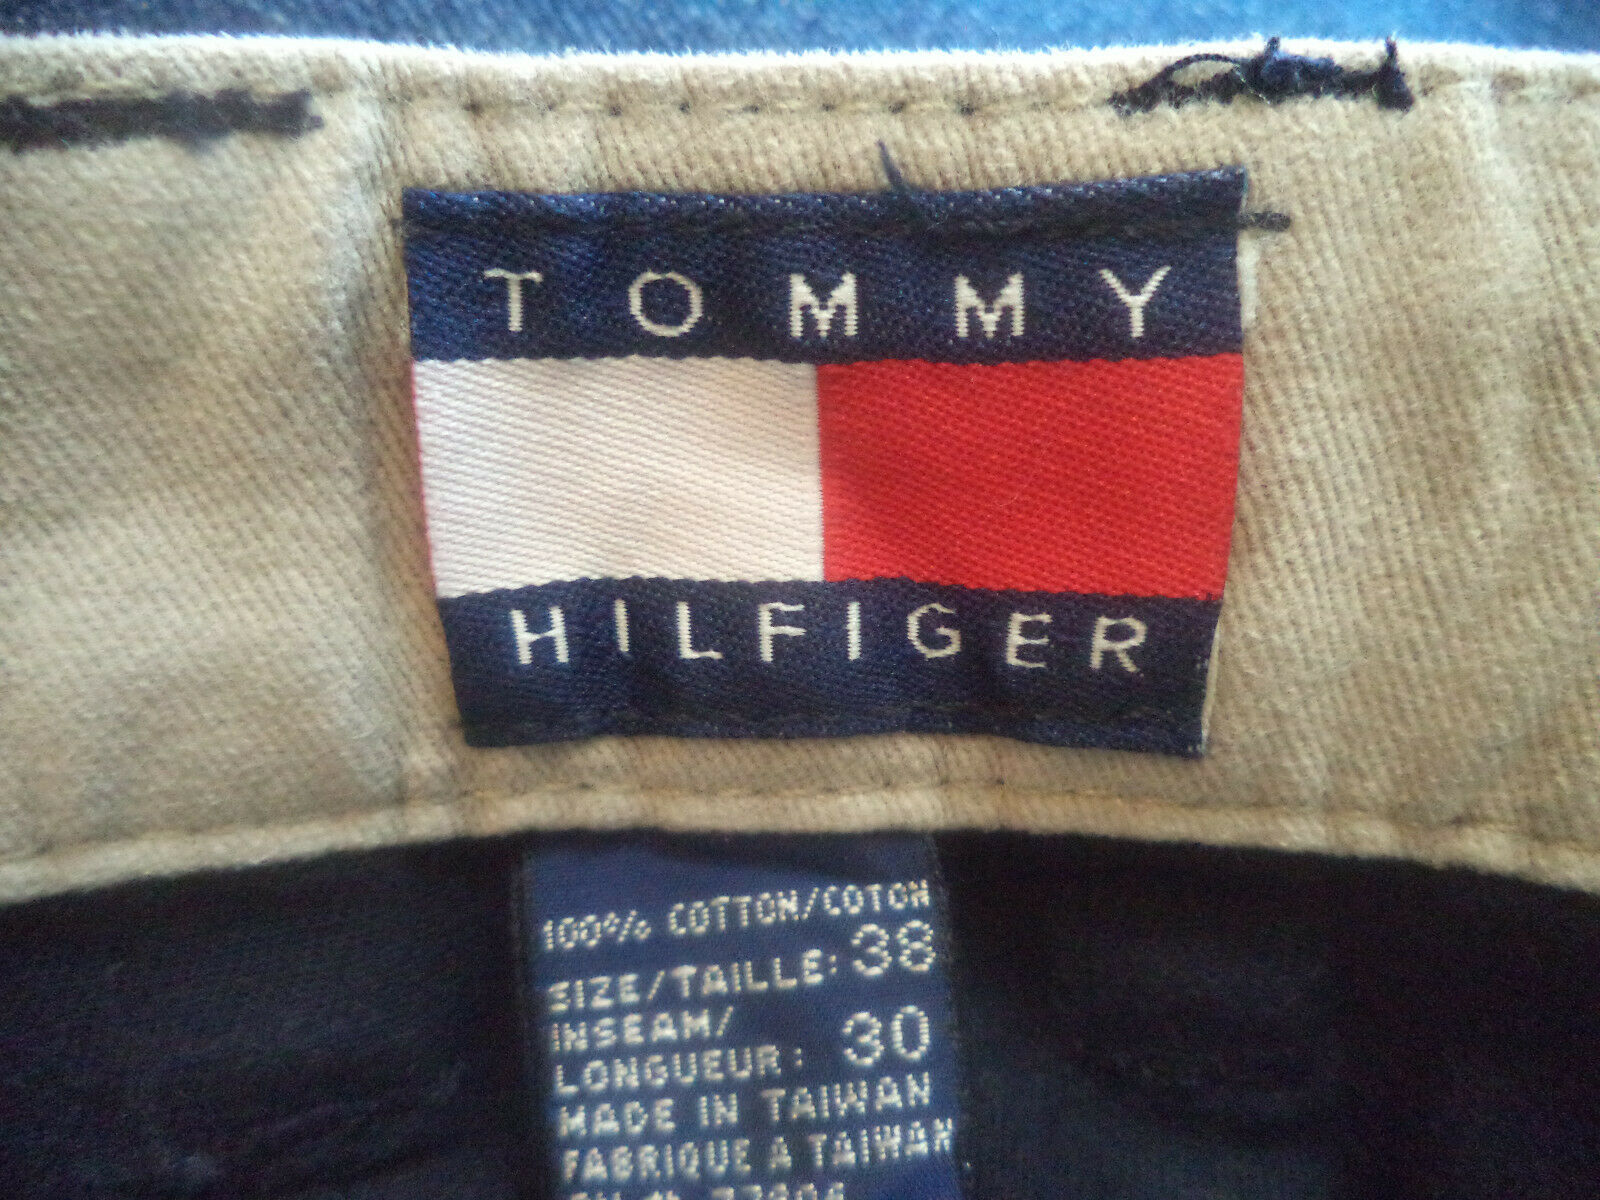 TOMMY
HILFIGER
100% COTTON/COTON
SIZE/TAILLE: 38
INSEAM/
LONGUEUR: 30
MADE IN TAIWAN
FABRIQUE A TAIWAN